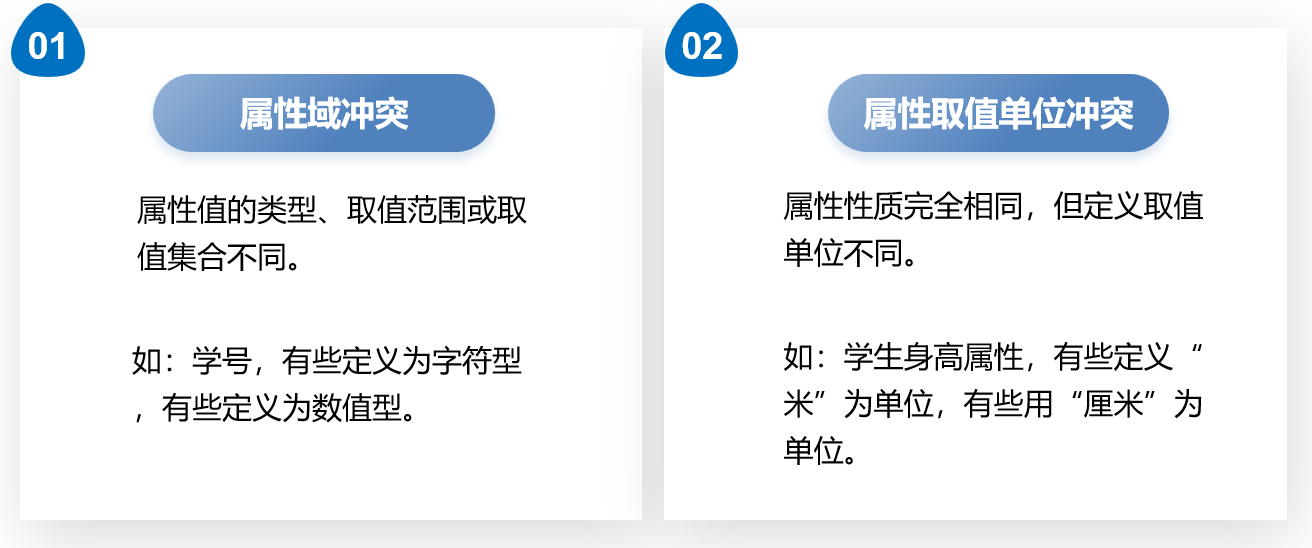 01
属性域冲突
属性值的类型、取值范围或取
值集合不同。
如：学号，有些定义为字符型
，有些定义为数值型。
02
属性取值单位冲突
属性性质完全相同，但定义取值
单位不同。
如：学生身高属性，有些定义“
米”为单位，有些用“厘米”为
单位。